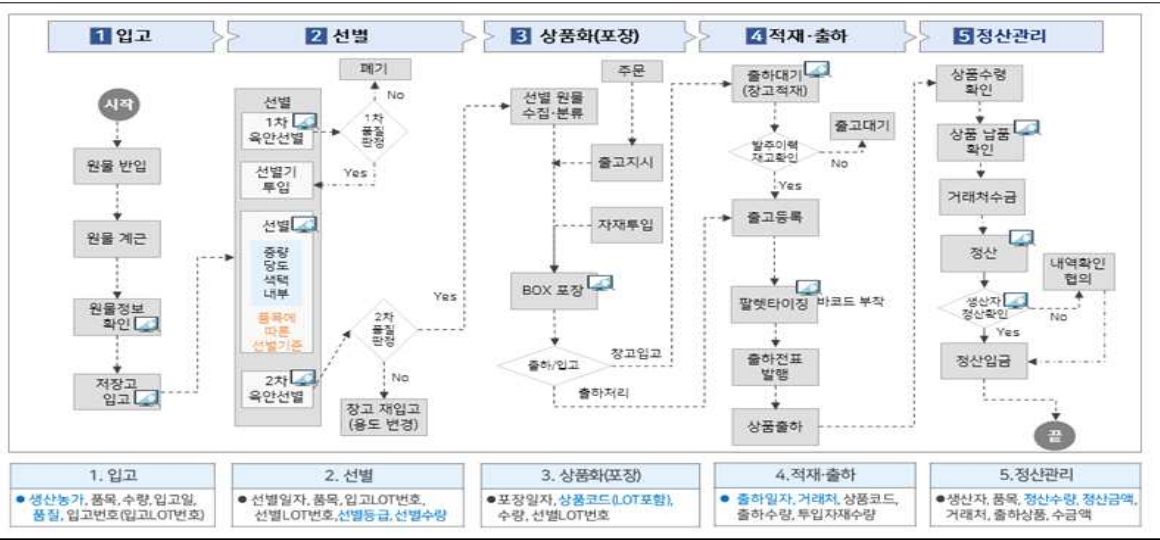 1 입고
2 선별
3 상품화(포장)
4 적재·출하
5 정산관리
시작
원물 반입
원물 계근
원물정보
확인
저장고
입고
선별
1차
육안선별
선별기
투입
선별
중량
당도
색택
내부
품목에
따른
선별기준
2차
육안선별
폐기
No
1차
품질
판정
Yes
2차
품질
판정
Yes
No
창고 재입고
(용도 변경)
주문
선별 원물
수집·분류
출고지시
자재투입
BOX 포장
출하/입고
창고입고
출하처리
출하대기
(창고적재)
발주이력
재고확인
출고대기
No
Yes
출고등록
팔렛타이징
바코드 부착
출하전표
발행
상품출하
상품수령
확인
상품 납품
확인
거래처수금
정산
생산자
정산확인
내역확인
협의
No
Yes
정산입금
끝
1. 입고
● 생산농가, 품목, 수량, 입고일,
품질, 입고번호(입고LOT번호)
2. 선별
● 선별일자, 품목, 입고LOT번호,
선별LOT번호,선별등급, 선별수량
3. 상품화(포장)
●포장일자, 상품코드(LOT포함),
수량, 선별LOT번호
4.적재·출하
● 출하일자, 거래처, 상품코드,
출하수량, 투입자재수량
5.정산관리
●생산자, 품목, 정산수량, 정산금액,
거래처, 출하상품, 수금액